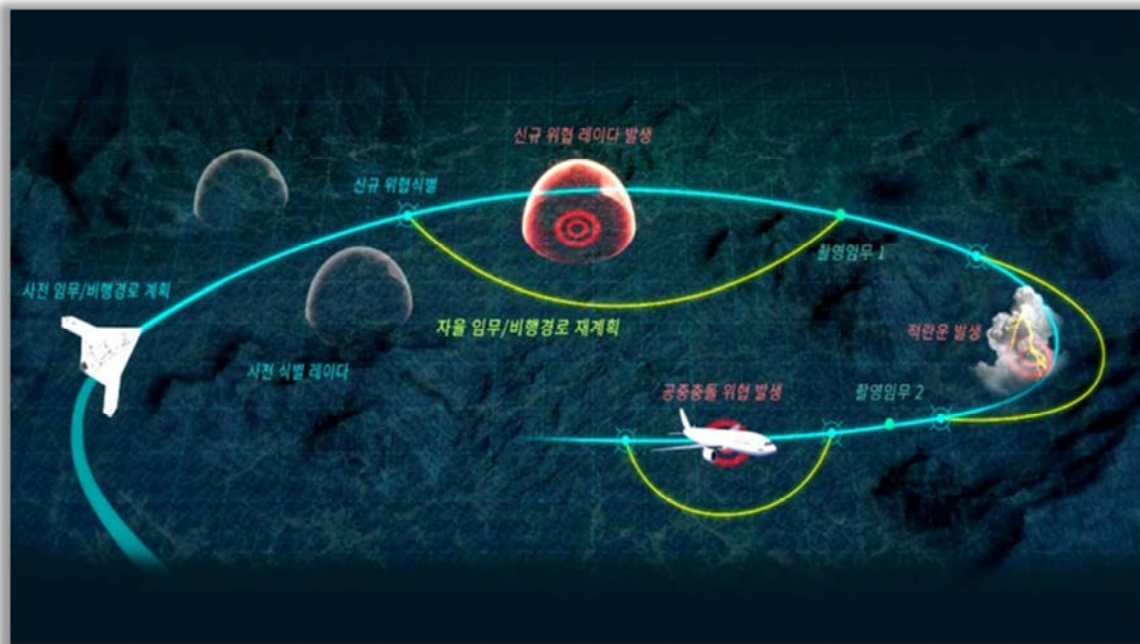 신규 위협 레이다 발생
신규 위협식별
촬영임무 1
사전 임무/비행경로 계획
자율 임무/비행경로 재계획
적란운 발생
사전 식별 레이다
공중충돌 위협 발생
촬영임무 2